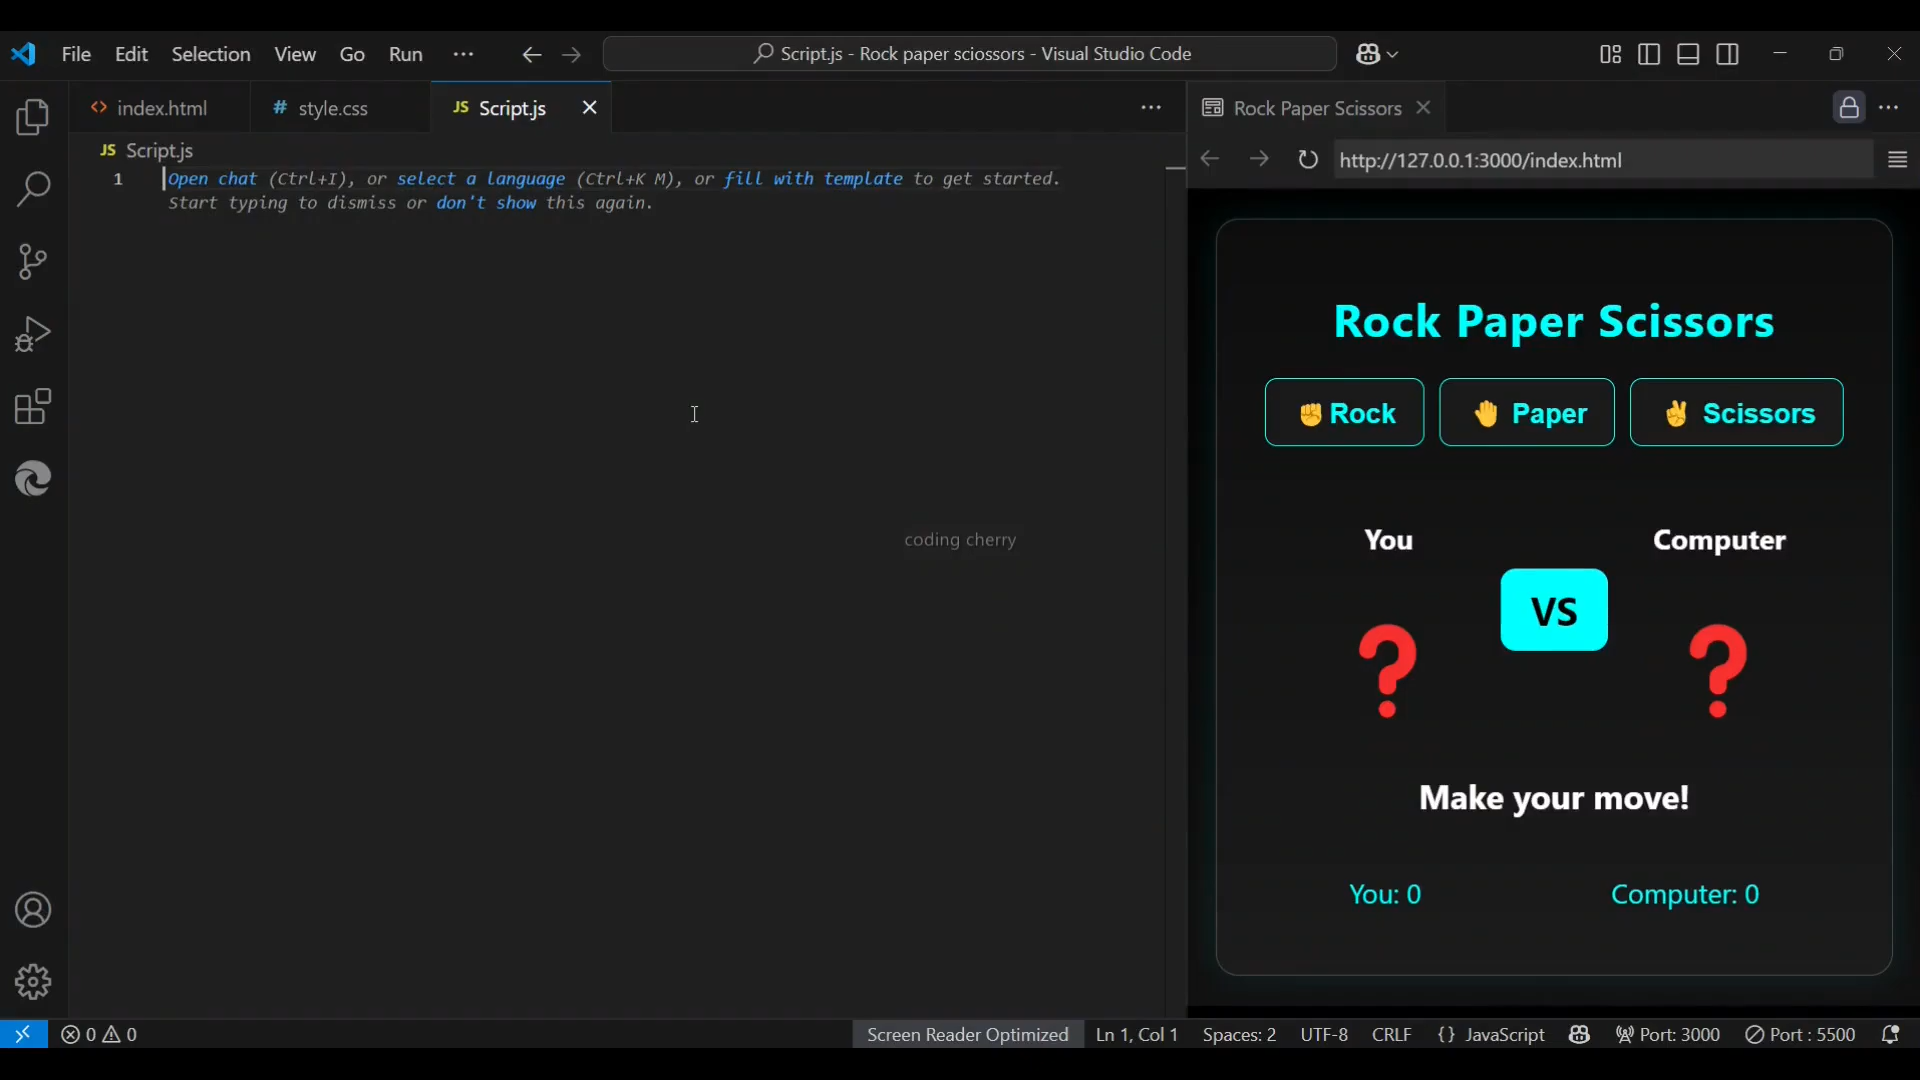 File Edit Selection View Go Run ··· Script.js - Rock paper sciossors - Visual Studio Code
index.html # style.css JS Script.js
JS Script.js
1 Open chat (Ctrl+I), or select a language (Ctrl+K M), or fill with template to get started.
Start typing to dismiss or don't show this again.
coding cherry
Rock Paper Scissors
http://127.0.0.1:3000/index.html
Rock Paper Scissors
✊Rock 🤚 Paper ✌ Scissors
You Computer
VS
❓ ❓
Make your move!
You: 0 Computer: 0
0 0 Screen Reader Optimized Ln 1, Col 1 Spaces: 2 UTF-8 CRLF {} JavaScript Port: 3000 Port : 5500